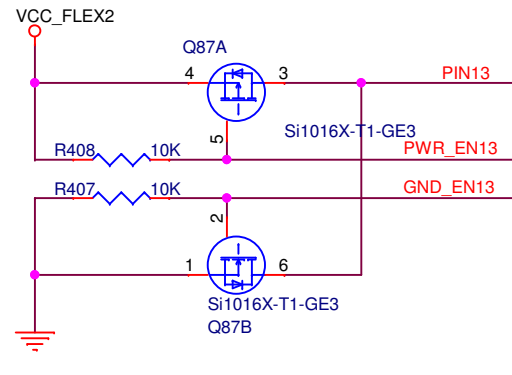 VCC_FLEX2
Q87A
4
3
PIN13
5
Si1016X-T1-GE3
R408
10K
PWR_EN13
R407
10K
GND_EN13
2
1
6
Si1016X-T1-GE3
Q87B